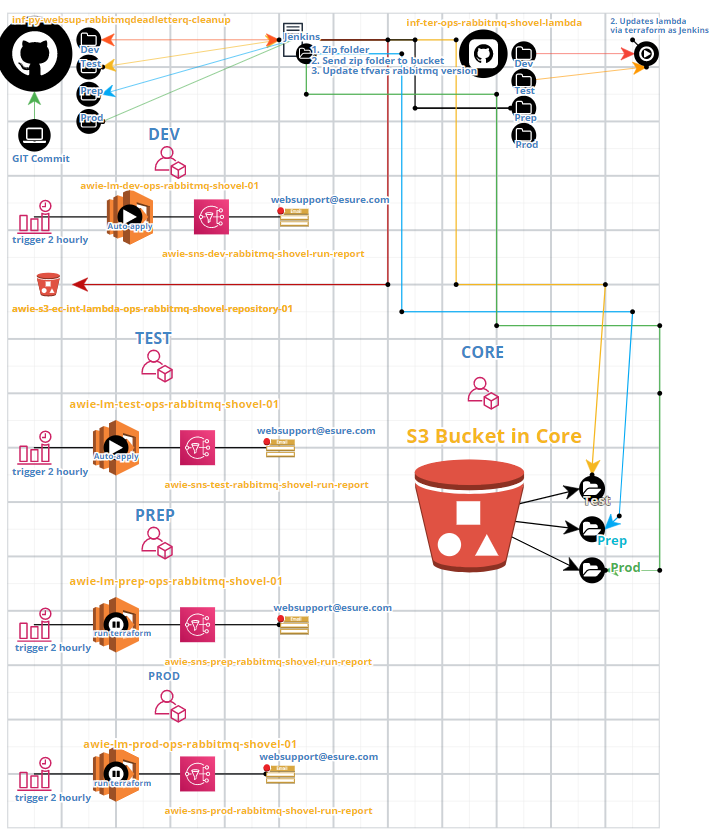 inf-py-websup-rabbitmqdeadletterq-cleanup
Dev
Test
Prep
Prod
GIT Commit
Jenkins
1. Zip folder
2. Send zip folder to bucket
3. Update tfvars rabbitmq version
inf-ter-ops-rabbitmq-shovel-lambda
Dev
Test
Prep
Prod
2. Updates lambda
via terraform as Jenkins
DEV
awie-lm-dev-ops-rabbitmq-shovel-01
trigger 2 hourly
Auto-apply
websupport@esure.com
Email
awie-sns-dev-rabbitmq-shovel-run-report
awie-s3-ec-int-lambda-ops-rabbitmq-shovel-repository-01
TEST
awie-lm-test-ops-rabbitmq-shovel-01
trigger 2 hourly
Auto-apply
websupport@esure.com
Email
awie-sns-test-rabbitmq-shovel-run-report
CORE
S3 Bucket in Core
Test
Prep
Prod
PREP
awie-lm-prep-ops-rabbitmq-shovel-01
trigger 2 hourly
run terraform
websupport@esure.com
Email
awie-sns-prep-rabbitmq-shovel-run-report
PROD
awie-lm-prod-ops-rabbitmq-shovel-01
trigger 2 hourly
run terraform
websupport@esure.com
Email
awie-sns-prod-rabbitmq-shovel-run-report